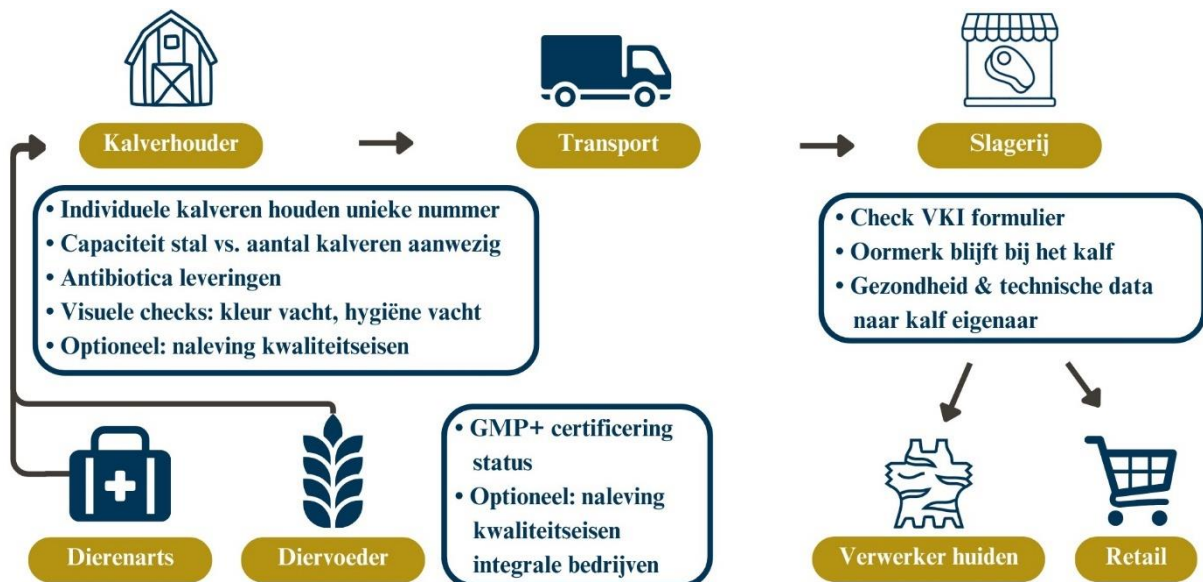 Kalverhouder
Transport
Slagerij
• Individuele kalveren houden unieke nummer
• Capaciteit stal vs. aantal kalveren aanwezig
• Antibiotica leveringen
• Visuele checks: kleur vacht, hygiëne vacht
• Optioneel: naleving kwaliteitseisen
• Check VKI formulier
• Oormerk blijft bij het kalf
• Gezondheid & technische data
naar kalf eigenaar
• GMP+ certificering
status
• Optioneel: naleving
kwaliteitseisen
integrale bedrijven
Dierenarts
Diervoeder
Verwerker huiden
Retail